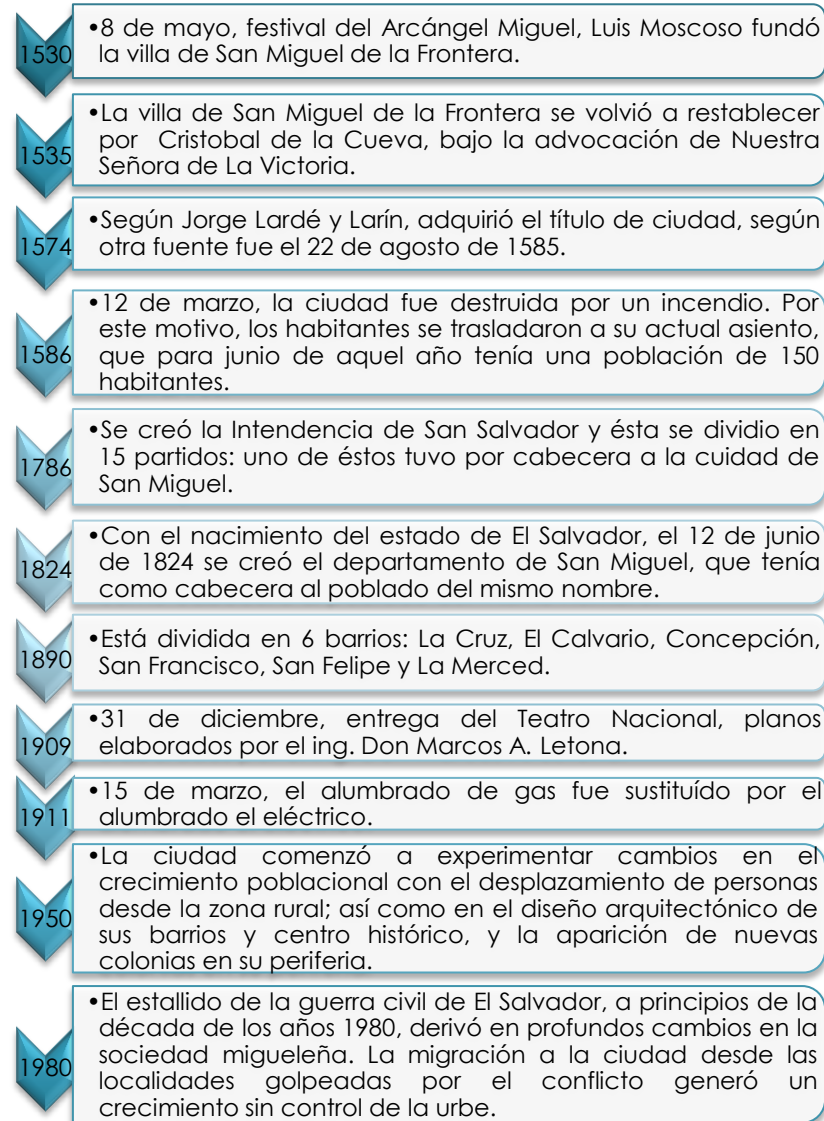 1530
•8 de mayo, festival del Arcángel Miguel, Luis Moscoso fundó
la villa de San Miguel de la Frontera.
1535
•La villa de San Miguel de la Frontera se volvió a restablecer
por Cristobal de la Cueva, bajo la advocación de Nuestra
Señora de La Victoria.
1574
•Según Jorge Lardé y Larín, adquirió el título de ciudad, según
otra fuente fue el 22 de agosto de 1585.
1586
•12 de marzo, la ciudad fue destruida por un incendio. Por
este motivo, los habitantes se trasladaron a su actual asiento,
que para junio de aquel año tenía una población de 150
habitantes.
1786
•Se creó la Intendencia de San Salvador y ésta se dividio en
15 partidos: uno de éstos tuvo por cabecera a la cuidad de
San Miguel.
1824
•Con el nacimiento del estado de El Salvador, el 12 de junio
de 1824 se creó el departamento de San Miguel, que tenía
como cabecera al poblado del mismo nombre.
1890
•Está dividida en 6 barrios: La Cruz, El Calvario, Concepción,
San Francisco, San Felipe y La Merced.
1909
•31 de diciembre, entrega del Teatro Nacional, planos
elaborados por el ing. Don Marcos A. Letona.
1911
•15 de marzo, el alumbrado de gas fue sustituído por el
alumbrado el eléctrico.
1950
•La ciudad comenzó a experimentar cambios en el
crecimiento poblacional con el desplazamiento de personas
desde la zona rural; así como en el diseño arquitectónico de
sus barrios y centro histórico, y la aparición de nuevas
colonias en su periferia.
1980
•El estallido de la guerra civil de El Salvador, a principios de la
década de los años 1980, derivó en profundos cambios en la
sociedad migueleña. La migración a la ciudad desde las
localidades golpeadas por el conflicto generó un
crecimiento sin control de la urbe.